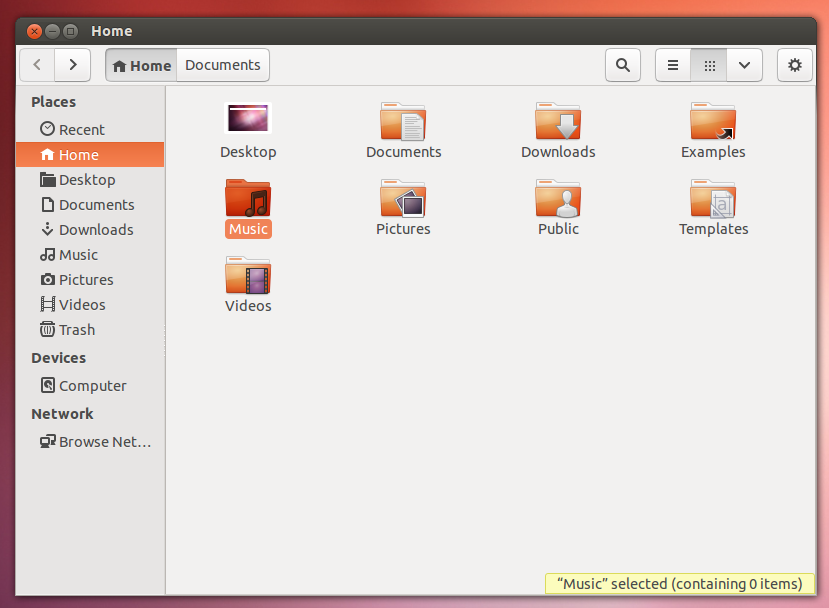 Home
Home Documents
Places
Recent
Home
Desktop
Documents
Downloads
Music
Pictures
Videos
Trash
Devices
Computer
Network
Browse Net...
Desktop Documents Downloads Examples
Music Pictures Public Templates
Videos
“Music” selected (containing 0 items)